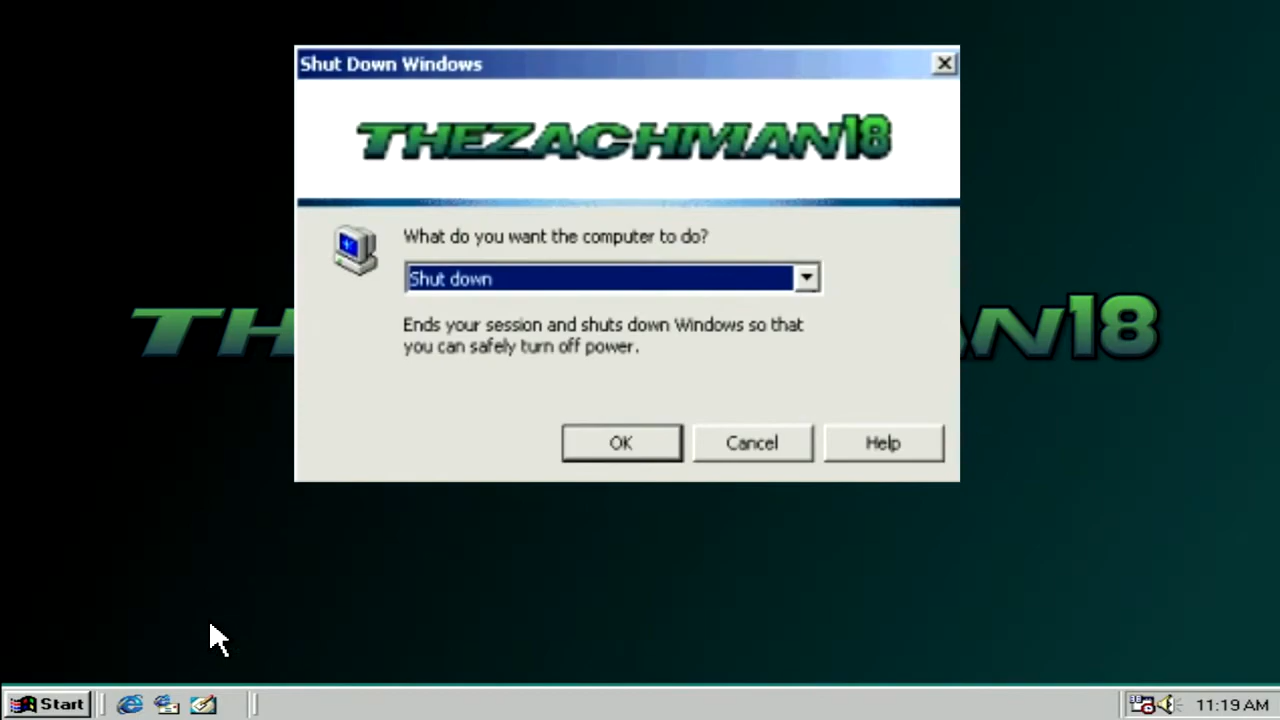 Shut Down Windows
THEZACHMAN18
What do you want the computer to do?
Shut down
TH
AN18
Ends your session and shuts down Windows so that
you can safely turn off power.
OK Cancel Help
Start
11:19 AM